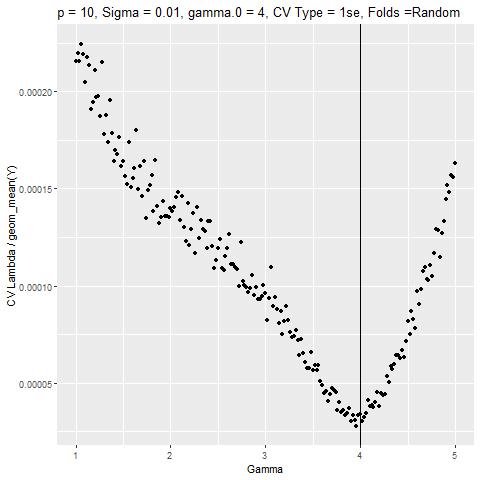 p = 10, Sigma = 0.01, gamma.0 = 4, CV Type = 1se, Folds =Random
CV.Lambda / geom_mean(Y)
0.00020
0.00015
0.00010
0.00005
1 2 3 4 5
Gamma